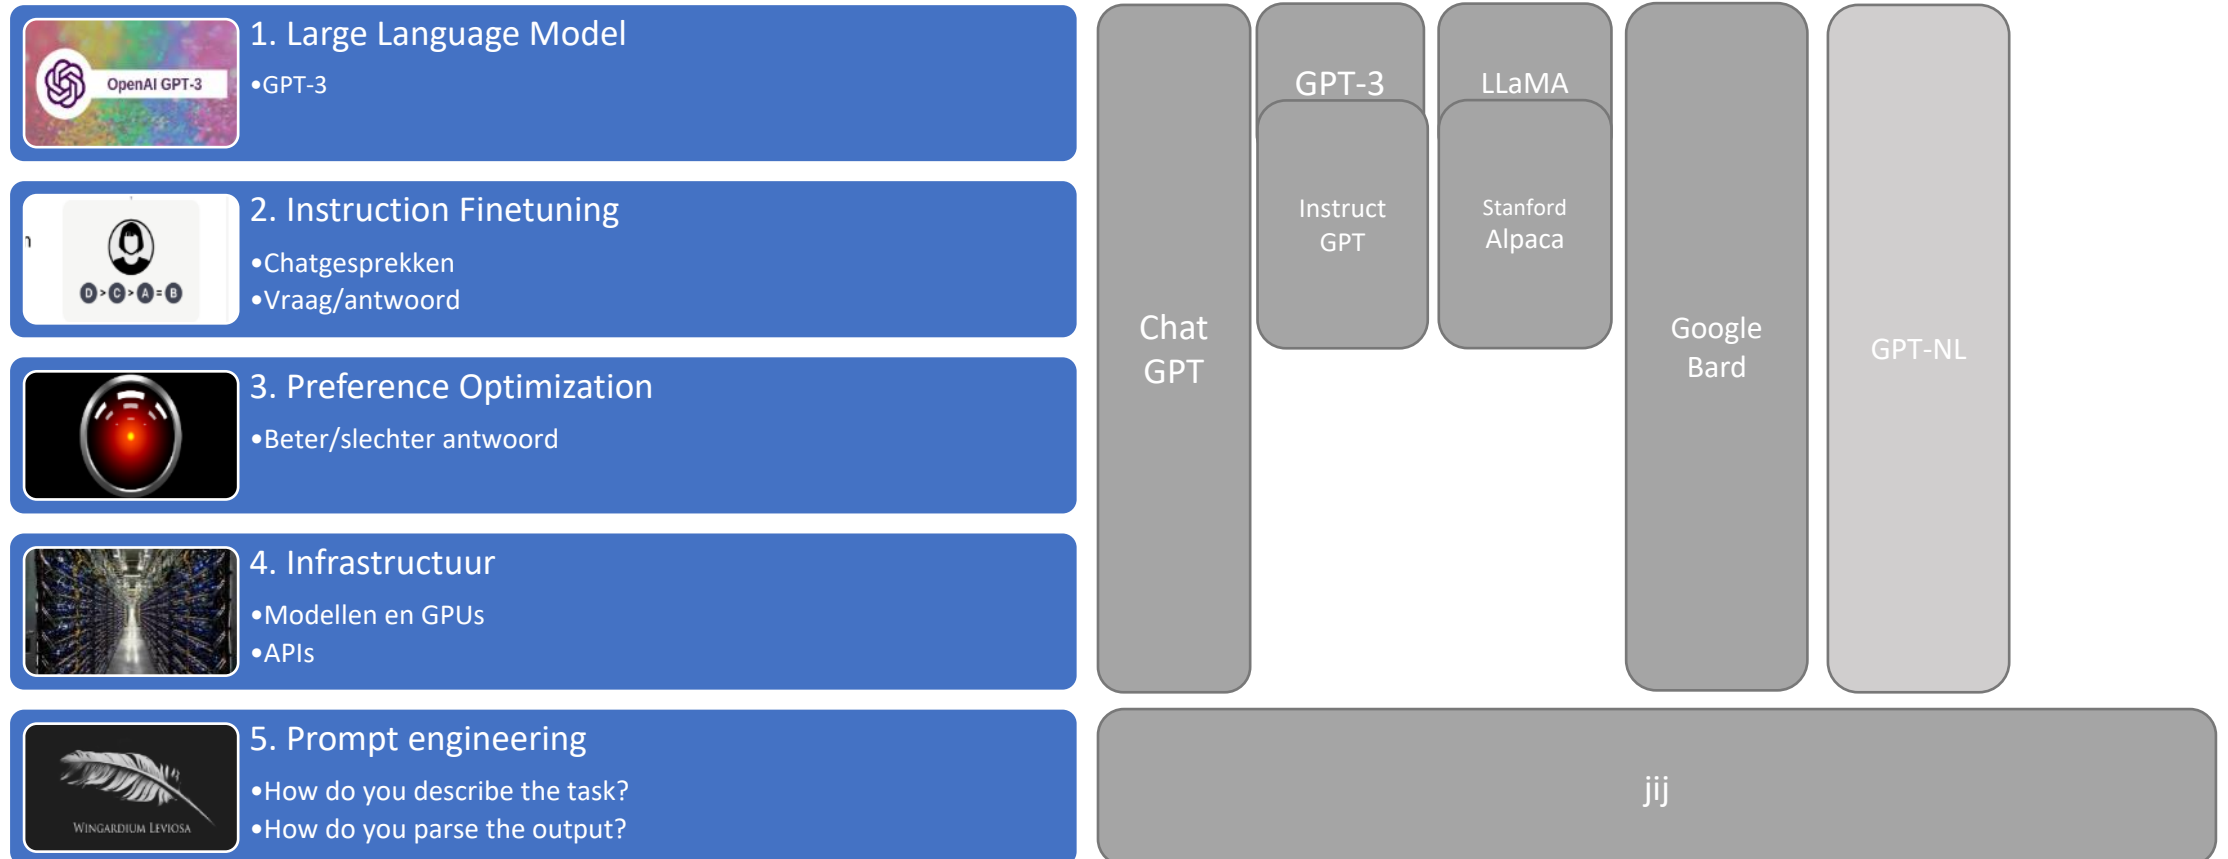 OpenAI GPT-3
1. Large Language Model
•GPT-3
D > C > A = B
2. Instruction Finetuning
•Chatgesprekken
•Vraag/antwoord
3. Preference Optimization
•Beter/slechter antwoord
4. Infrastructuur
•Modellen en GPUs
•APIs
WINGARDIUM LEVIOSA
5. Prompt engineering
•How do you describe the task?
•How do you parse the output?
Chat
GPT
GPT-3
Instruct
GPT
LLaMA
Stanford
Alpaca
Google
Bard
GPT-NL
jij